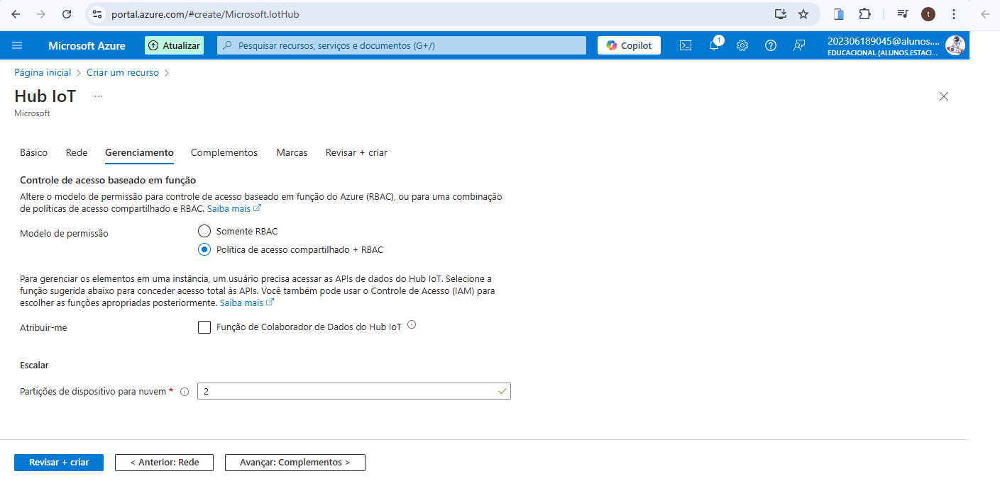 portal.azure.com/#create/Microsoft.IotHub
t
Microsoft Azure
Atualizar
Pesquisar recursos, serviços e documentos (G+/)
Copilot
1
202306189045@alunos....
EDUCACIONAL (ALUNOS.ESTACI...
Página inicial > Criar um recurso >
Hub IoT ...
Microsoft
Básico Rede Gerenciamento Complementos Marcas Revisar + criar
Controle de acesso baseado em função
Altere o modelo de permissão para controle de acesso baseado em função do Azure (RBAC), ou para uma combinação
de políticas de acesso compartilhado e RBAC. Saiba mais
Modelo de permissão
Somente RBAC
Política de acesso compartilhado + RBAC
Para gerenciar os elementos em uma instância, um usuário precisa acessar as APIs de dados do Hub IoT. Selecione a
função sugerida abaixo para conceder acesso total às APIs. Você também pode usar o Controle de Acesso (IAM) para
escolher as funções apropriadas posteriormente. Saiba mais
Atribuir-me
Função de Colaborador de Dados do Hub IoT
Escalar
Partições de dispositivo para nuvem *
2
Revisar + criar
< Anterior: Rede
Avançar: Complementos >